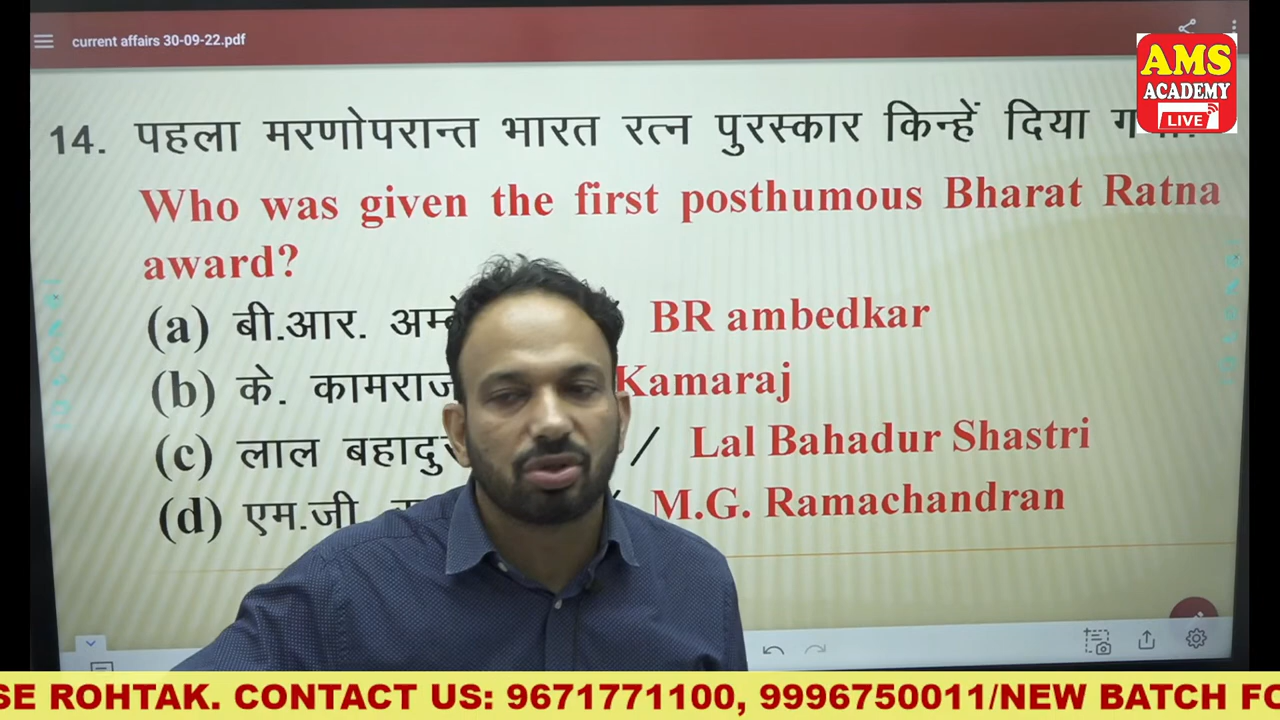 current affairs 30-09-22.pdf
AMS
ACADEMY
LIVE
14. पहला मरणोपरान्त भारत रत्न पुरस्कार किन्हें दिया
Who was given the first posthumous Bharat Ratna
award?
(a) बी.आर. / BR ambedkar
(b) के. कामराज Kamaraj
(c) लाल बहादुर / Lal Bahadur Shastri
(d) एम.जी. / M.G. Ramachandran
SE ROHTAK. CONTACT US: 9671771100, 9996750011/NEW BATCH FO